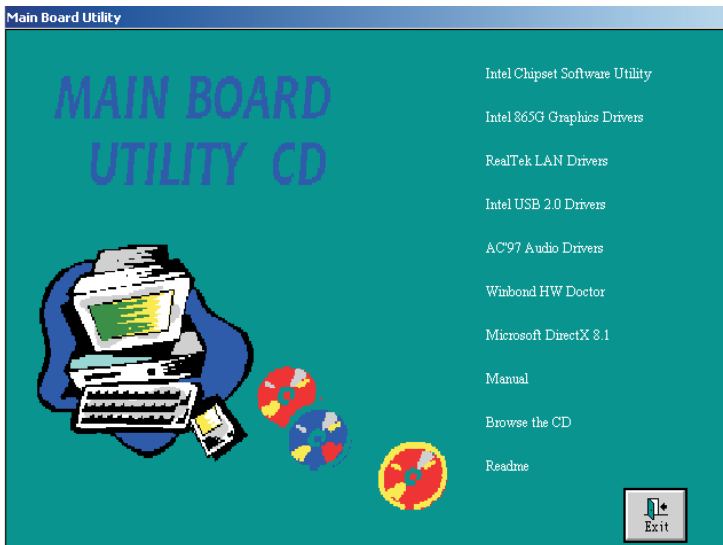 Main Board Utility
MAIN BOARD
UTILITY CD
Intel Chipset Software Utility
Intel 865G Graphics Drivers
RealTek LAN Drivers
Intel USB 2.0 Drivers
AC'97 Audio Drivers
Winbond HW Doctor
Microsoft DirectX 8.1
Manual
Browse the CD
Readme
Exit